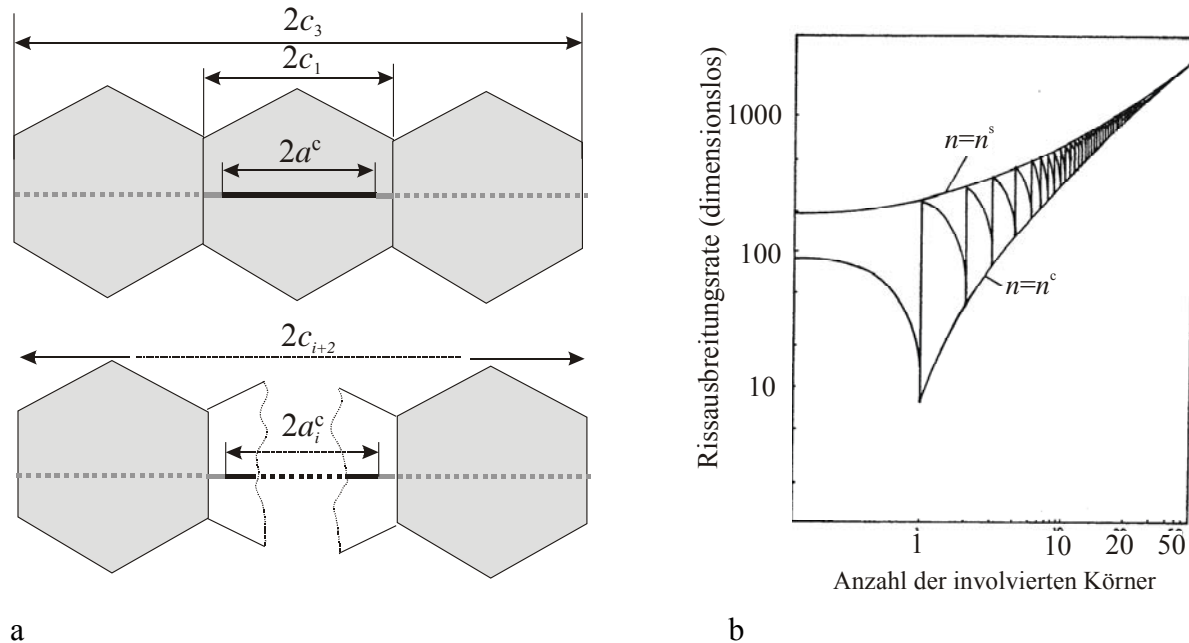 2c₃
2c₁
2aᶜ
2cᵢ₊₂
2aᵢᶜ
a
Rissausbreitungsrate (dimensionslos)
1000
100
10
n=nˢ
n=nᶜ
1
10
20
50
Anzahl der involvierten Körner
b